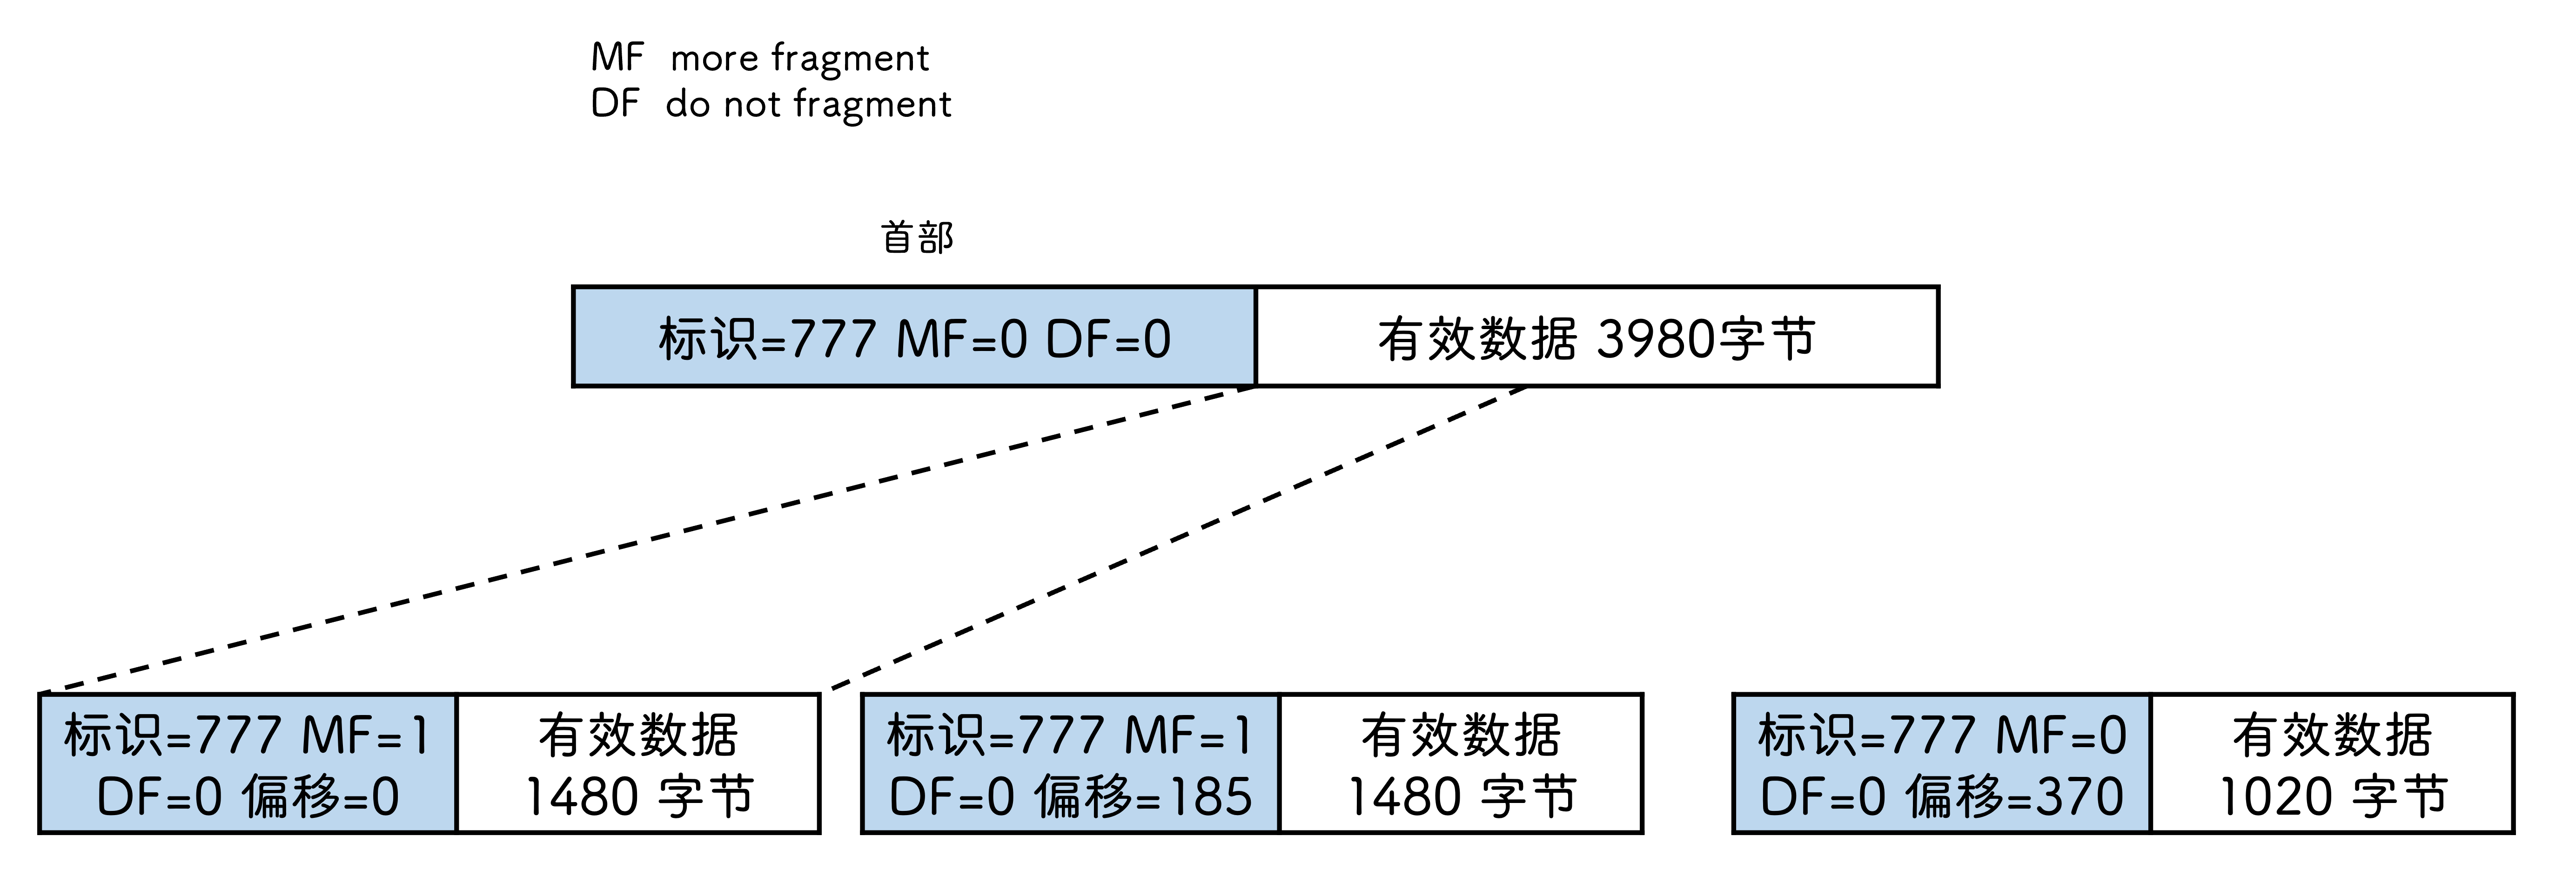 MF more fragment
DF do not fragment
首部
标识=777 MF=0 DF=0
有效数据 3980字节
标识=777 MF=1
DF=0 偏移=0
有效数据
1480 字节
标识=777 MF=1
DF=0 偏移=185
有效数据
1480 字节
标识=777 MF=0
DF=0 偏移=370
有效数据
1020 字节